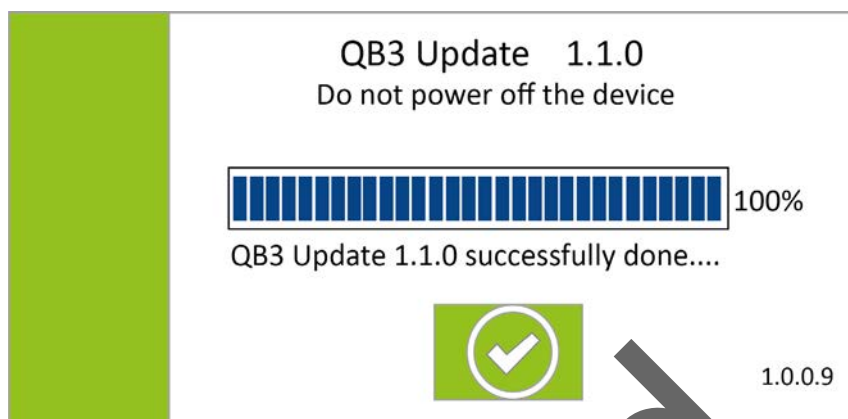 QB3 Update 1.1.0
Do not power off the device
100%
QB3 Update 1.1.0 successfully done....
1.0.0.9